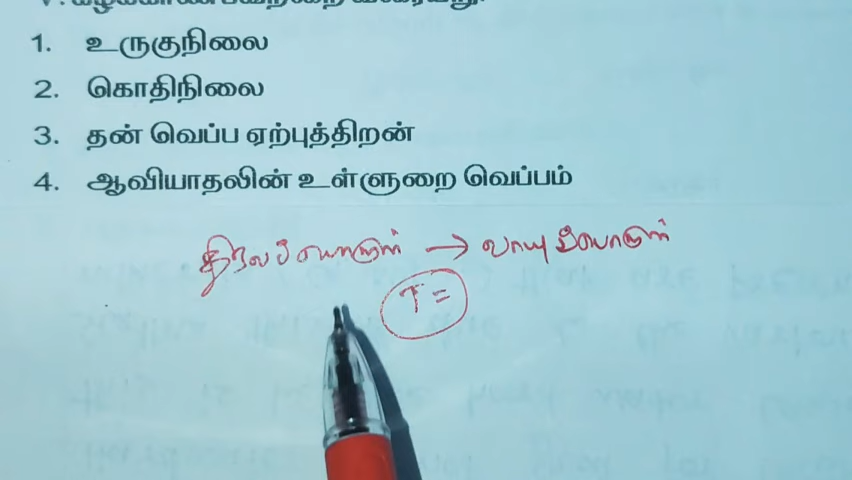 1. உருகுநிலை
2. கொதிநிலை
3. தன் வெப்ப ஏற்புத்திறன்
4. ஆவியாதலின் உள்ளுறை வெப்பம்
திரவப்பொருள் → வாயுப்பொருள்
T =